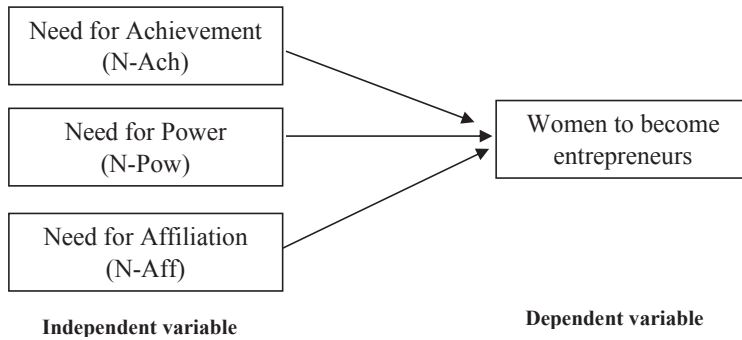 Need for Achievement
(N-Ach)
Need for Power
(N-Pow)
Women to become
entrepreneurs
Need for Affiliation
(N-Aff)
Independent variable
Dependent variable